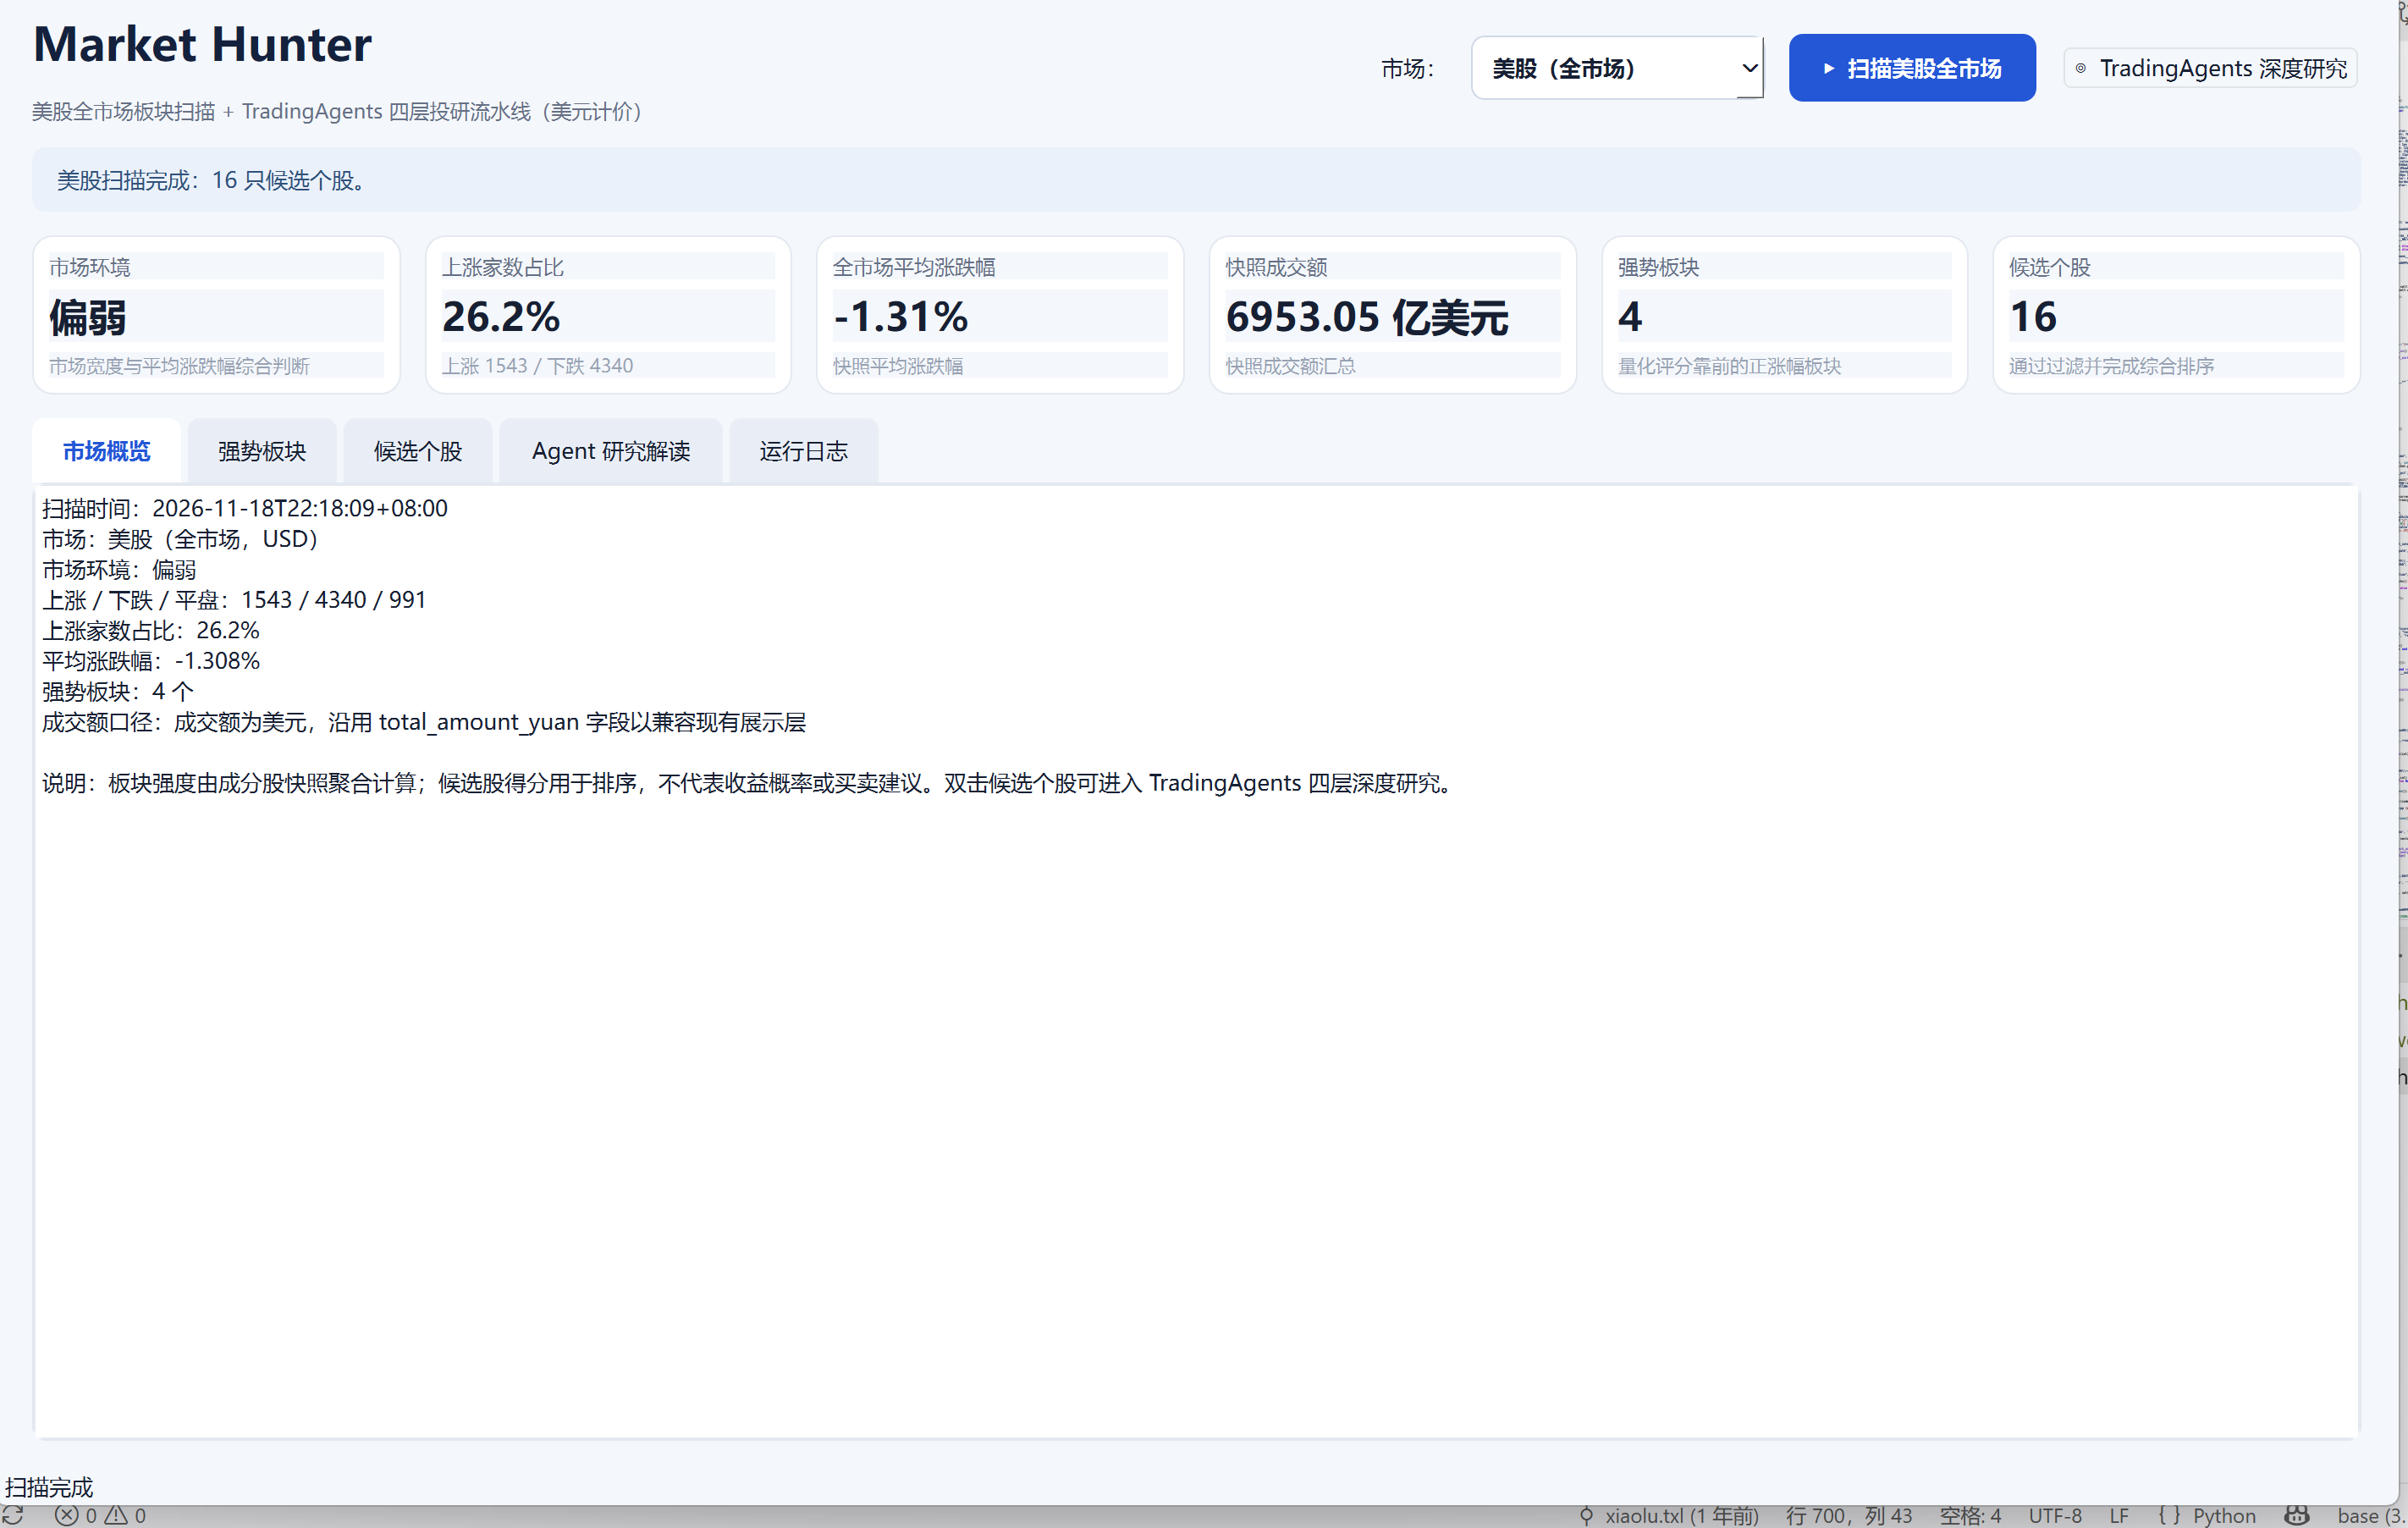 Market Hunter
美股全市场板块扫描 + TradingAgents 四层投研流水线（美元计价）
市场：
美股（全市场）
扫描美股全市场
TradingAgents 深度研究
美股扫描完成：16 只候选个股。
市场环境
偏弱
市场宽度与平均涨跌幅综合判断
上涨家数占比
26.2%
上涨 1543 / 下跌 4340
全市场平均涨跌幅
-1.31%
快照平均涨跌幅
快照成交额
6953.05 亿美元
快照成交额汇总
强势板块
4
量化评分靠前的正涨幅板块
候选个股
16
通过过滤并完成综合排序
市场概览
强势板块
候选个股
Agent 研究解读
运行日志
扫描时间：2026-11-18T22:18:09+08:00
市场：美股（全市场，USD）
市场环境：偏弱
上涨 / 下跌 / 平盘：1543 / 4340 / 991
上涨家数占比：26.2%
平均涨跌幅：-1.308%
强势板块：4 个
成交额口径：成交额为美元，沿用 total_amount_yuan 字段以兼容现有展示层
说明：板块强度由成分股快照聚合计算；候选股得分用于排序，不代表收益概率或买卖建议。双击候选个股可进入 TradingAgents 四层深度研究。
扫描完成
0 0
xiaolu.txl (1 年前) 行 700，列 43 空格: 4 UTF-8 LF { } Python base (3.